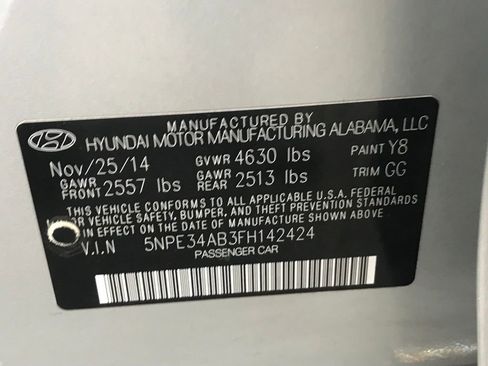 MANUFACTURED BY
HYUNDAI MOTOR MANUFACTURING ALABAMA, LLC
Nov/25/14 GVWR 4630 lbs PAINT Y8
GAWR FRONT 2557 lbs GAWR REAR 2513 lbs TRIM GG
THIS VEHICLE CONFORMS TO ALL APPLICABLE U.S.A. FEDERAL
MOTOR VEHICLE SAFETY, BUMPER, AND THEFT PREVENTION
STANDARDS IN EFFECT ON THE DATE OF MANUFACTURE SHOWN ABOVE.
V.I.N 5NPE34AB3FH142424
PASSENGER CAR